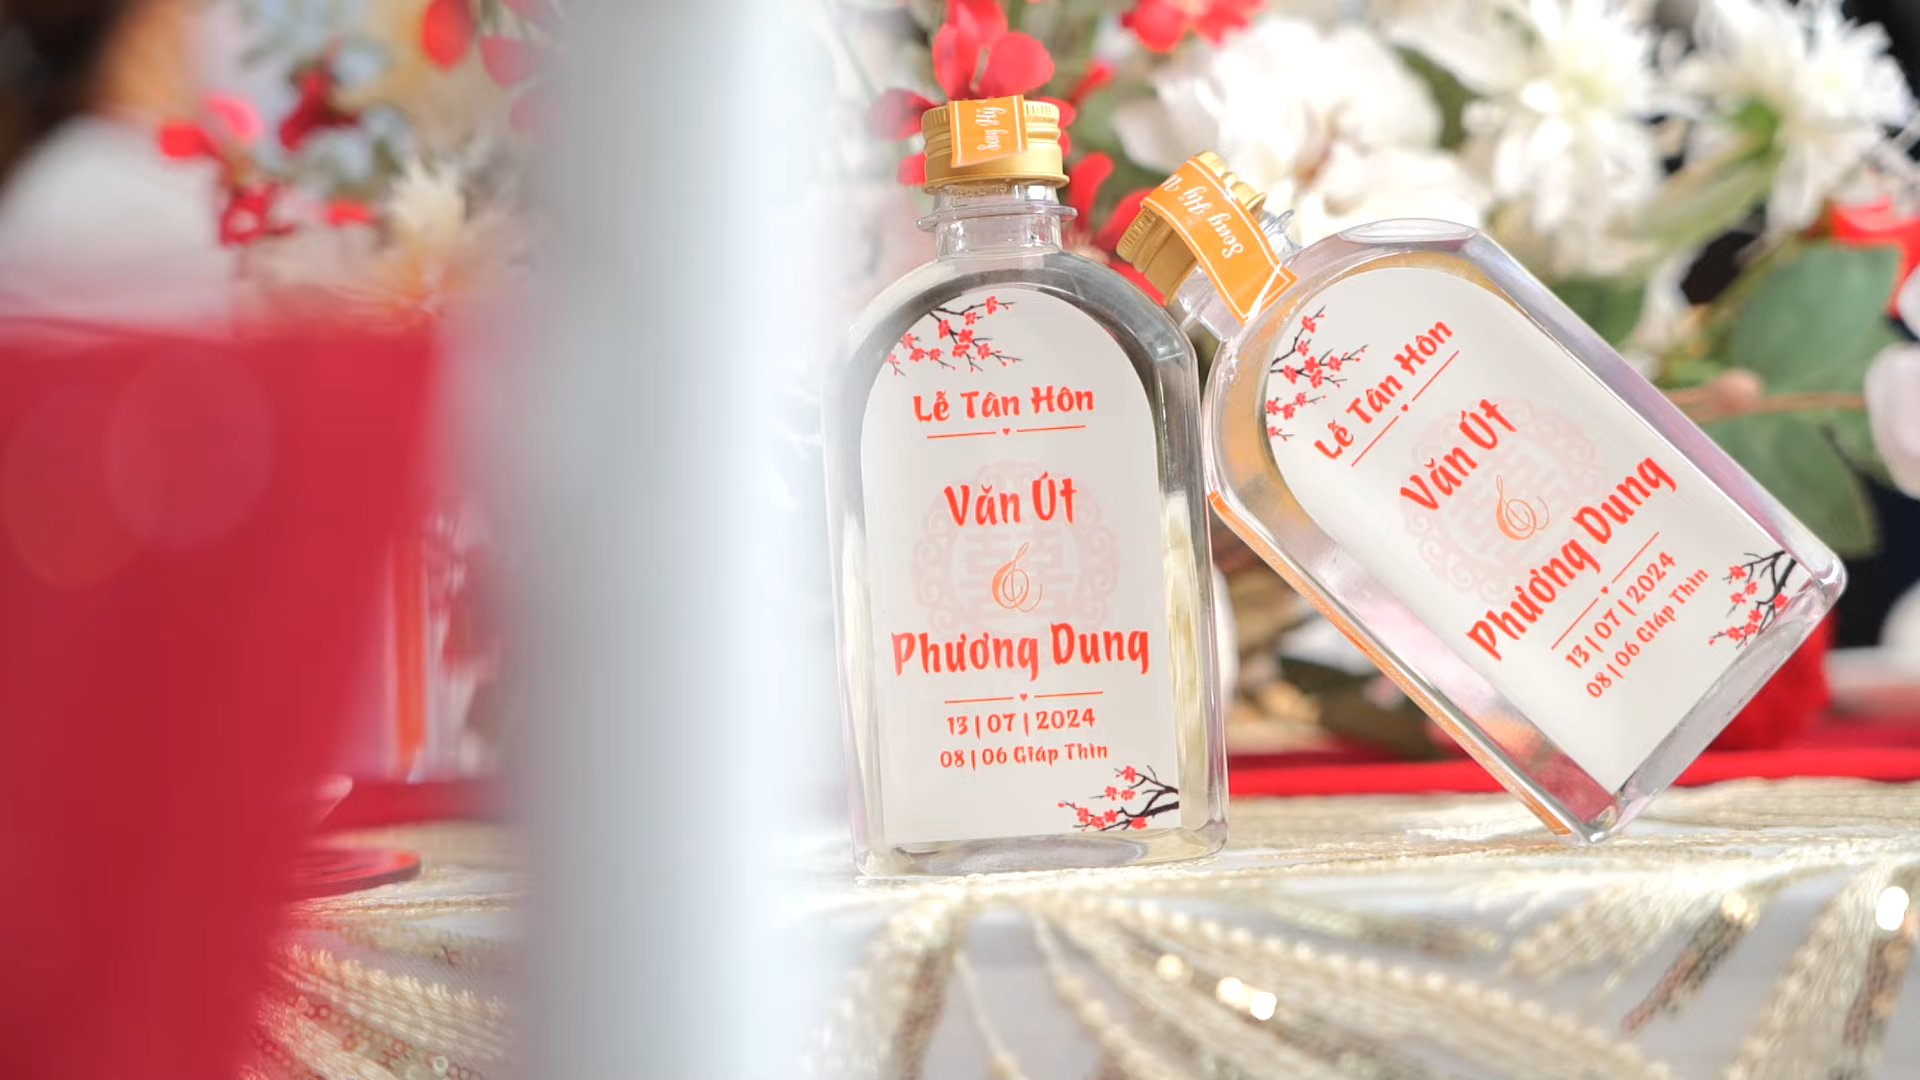 Song Hỷ
Lễ Tân Hôn
Văn Út
&
Phương Dung
13 | 07 | 2024
08 | 06 Giáp Thìn
Song Hỷ
Lễ Tân Hôn
Văn Út
&
Phương Dung
13 | 07 | 2024
08 | 06 Giáp Thìn